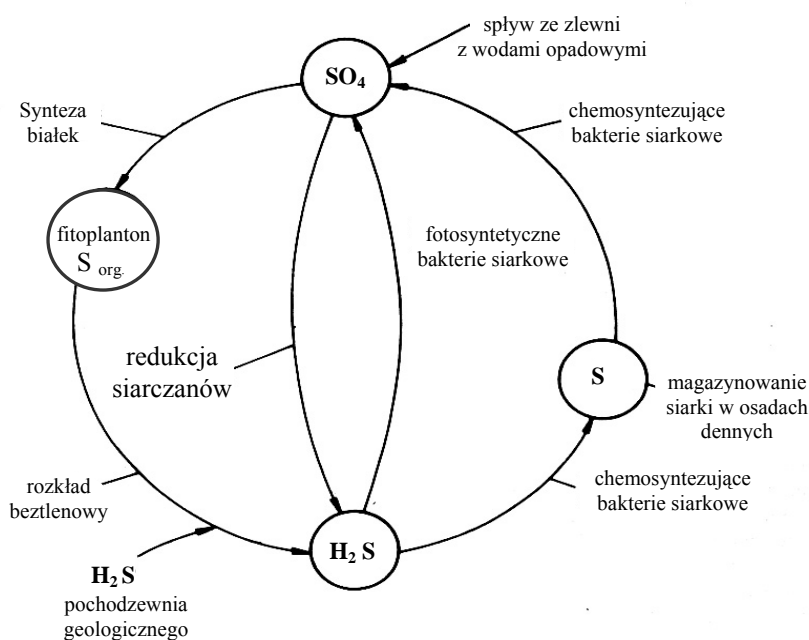 spływ ze zlewni
z wodami opadowymi
SO₄
Synteza
białek
chemosyntezujące
bakterie siarkowe
fitoplanton
S org.
fotosyntetyczne
bakterie siarkowe
redukcja
siarczanów
S
magazynowanie
siarki w osadach
dennych
rozkład
beztlenowy
chemosyntezujące
bakterie siarkowe
H₂ S
H₂ S
pochodzewnia
geologicznego